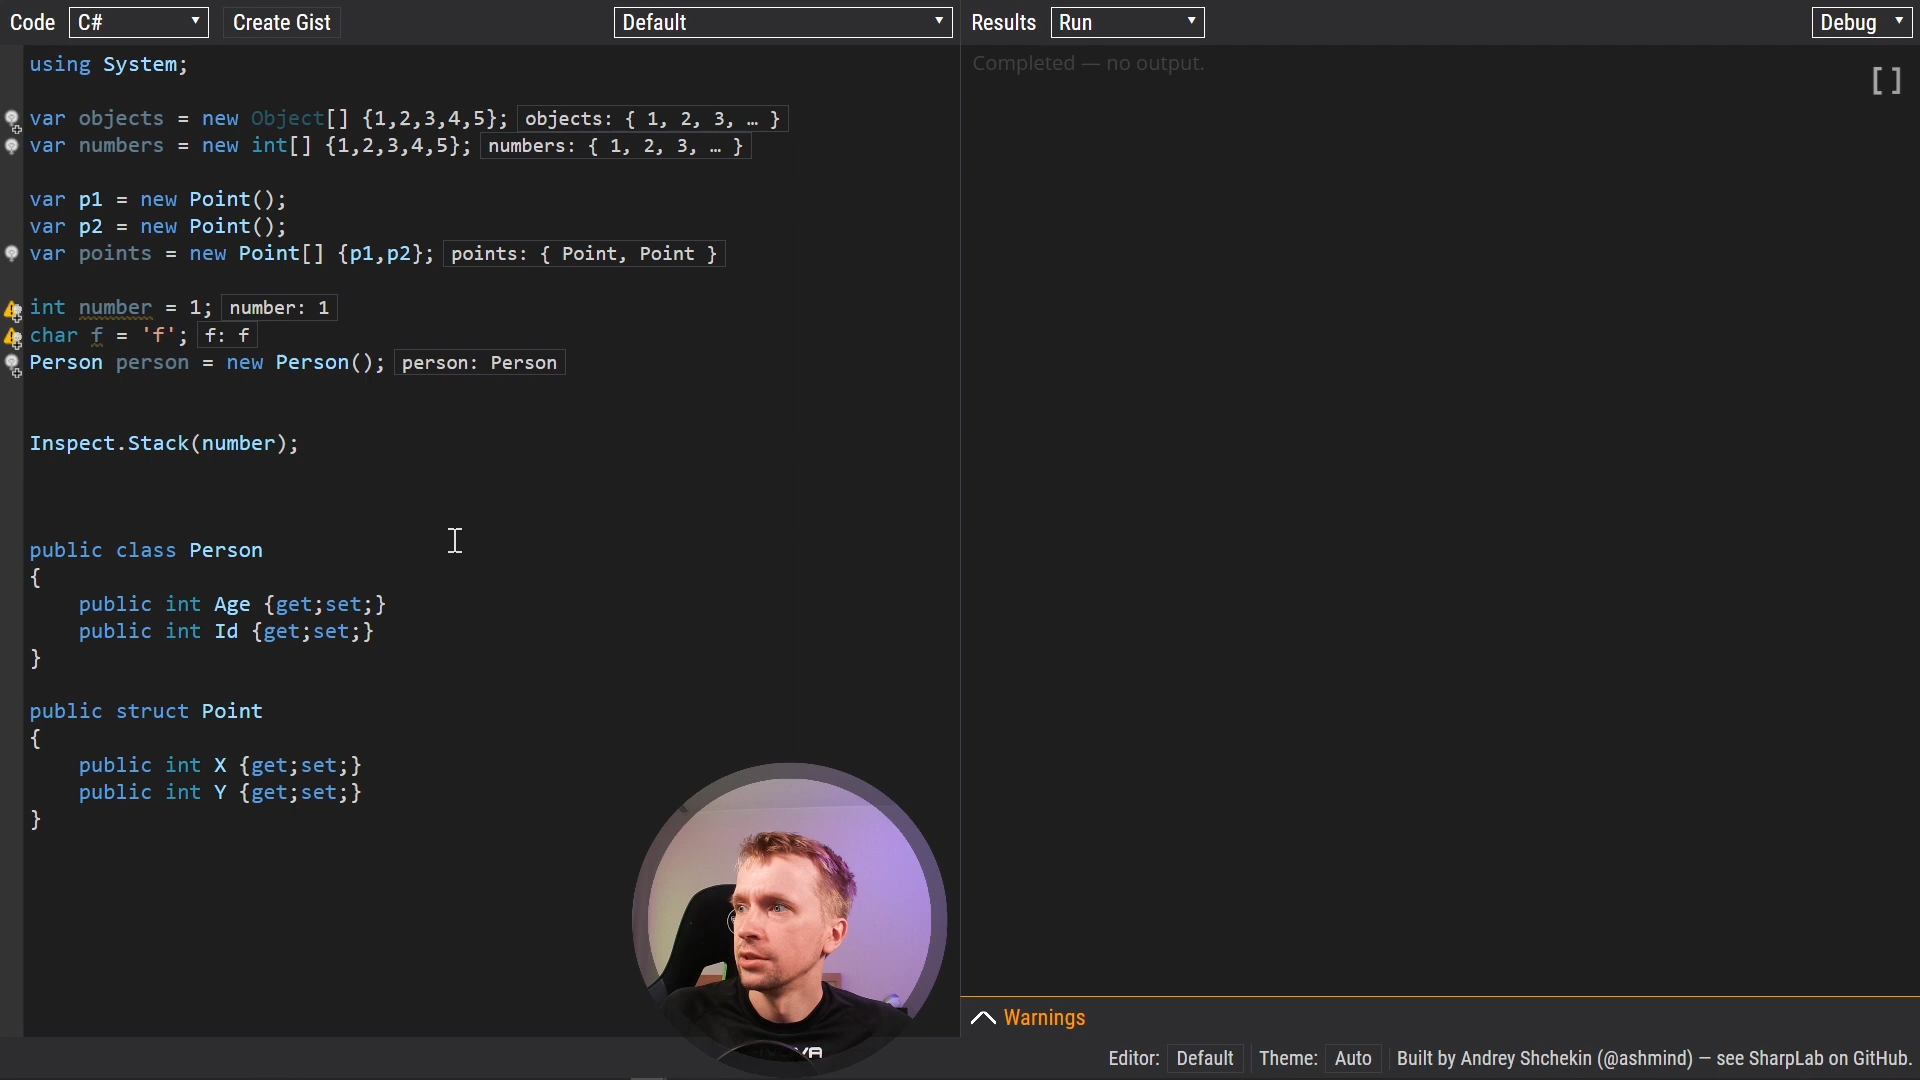 Code C# Create Gist Default Results Run Debug
using System;
Completed — no output.
[ ]
var objects = new Object[] {1,2,3,4,5}; objects: { 1, 2, 3, … }
var numbers = new int[] {1,2,3,4,5}; numbers: { 1, 2, 3, … }
var p1 = new Point();
var p2 = new Point();
var points = new Point[] {p1,p2}; points: { Point, Point }
int number = 1; number: 1
char f = 'f'; f: f
Person person = new Person(); person: Person
Inspect.Stack(number);
public class Person
{
public int Age {get;set;}
public int Id {get;set;}
}
public struct Point
{
public int X {get;set;}
public int Y {get;set;}
}
Warnings
Editor: Default Theme: Auto Built by Andrey Shchekin (@ashmind) — see SharpLab on GitHub.